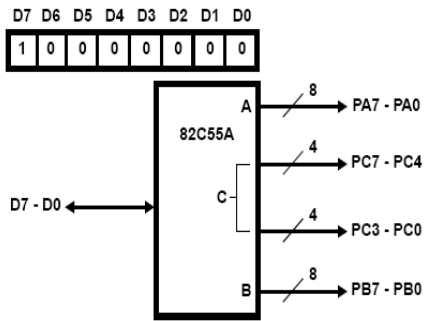 D7 D6 D5 D4 D3 D2 D1 D0
1 0 0 0 0 0 0 0
A 8 PA7 - PA0
82C55A
4 PC7 - PC4
C
D7 - D0
4 PC3 - PC0
B 8 PB7 - PB0